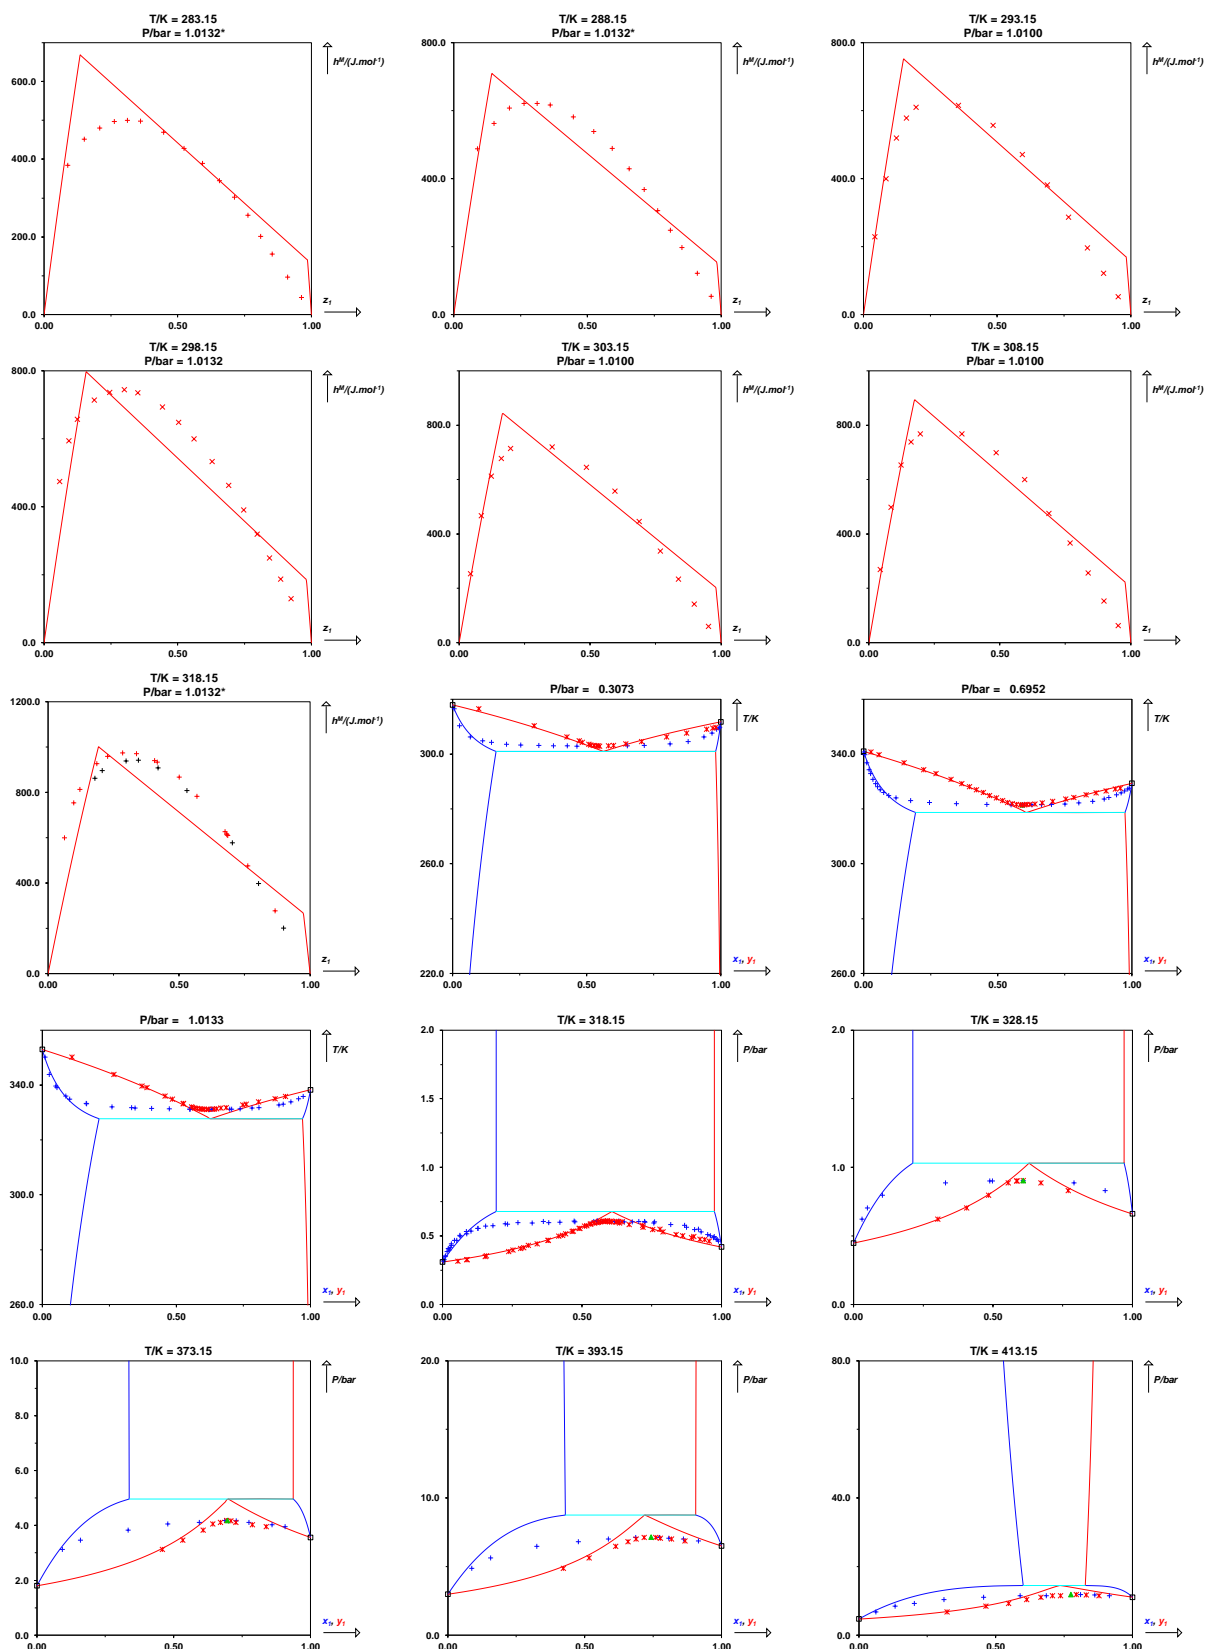 T/K = 283.15
P/bar = 1.0132*
600.0
400.0
200.0
0.0
0.00
0.50
1.00
hᴹ/(J.mol⁻¹)
z₁
T/K = 288.15
P/bar = 1.0132*
800.0
400.0
0.0
0.00
0.50
1.00
hᴹ/(J.mol⁻¹)
z₁
T/K = 293.15
P/bar = 1.0100
800.0
400.0
0.0
0.00
0.50
1.00
hᴹ/(J.mol⁻¹)
z₁
T/K = 298.15
P/bar = 1.0132
800.0
400.0
0.0
0.00
0.50
1.00
hᴹ/(J.mol⁻¹)
z₁
T/K = 303.15
P/bar = 1.0100
800.0
400.0
0.0
0.00
0.50
1.00
hᴹ/(J.mol⁻¹)
z₁
T/K = 308.15
P/bar = 1.0100
800.0
400.0
0.0
0.00
0.50
1.00
hᴹ/(J.mol⁻¹)
z₁
T/K = 318.15
P/bar = 1.0132*
1200.0
800.0
400.0
0.0
0.00
0.50
1.00
hᴹ/(J.mol⁻¹)
z₁
P/bar = 0.3073
300.0
260.0
220.0
0.00
0.50
1.00
T/K
x₁, y₁
P/bar = 0.6952
340.0
300.0
260.0
0.00
0.50
1.00
T/K
x₁, y₁
P/bar = 1.0133
340.0
300.0
260.0
0.00
0.50
1.00
T/K
x₁, y₁
T/K = 318.15
2.0
1.5
1.0
0.5
0.0
0.00
0.50
1.00
P/bar
x₁, y₁
T/K = 328.15
2.0
1.0
0.0
0.00
0.50
1.00
P/bar
x₁, y₁
T/K = 373.15
10.0
8.0
6.0
4.0
2.0
0.0
0.00
0.50
1.00
P/bar
x₁, y₁
T/K = 393.15
20.0
10.0
0.0
0.00
0.50
1.00
P/bar
x₁, y₁
T/K = 413.15
80.0
40.0
0.0
0.00
0.50
1.00
P/bar
x₁, y₁